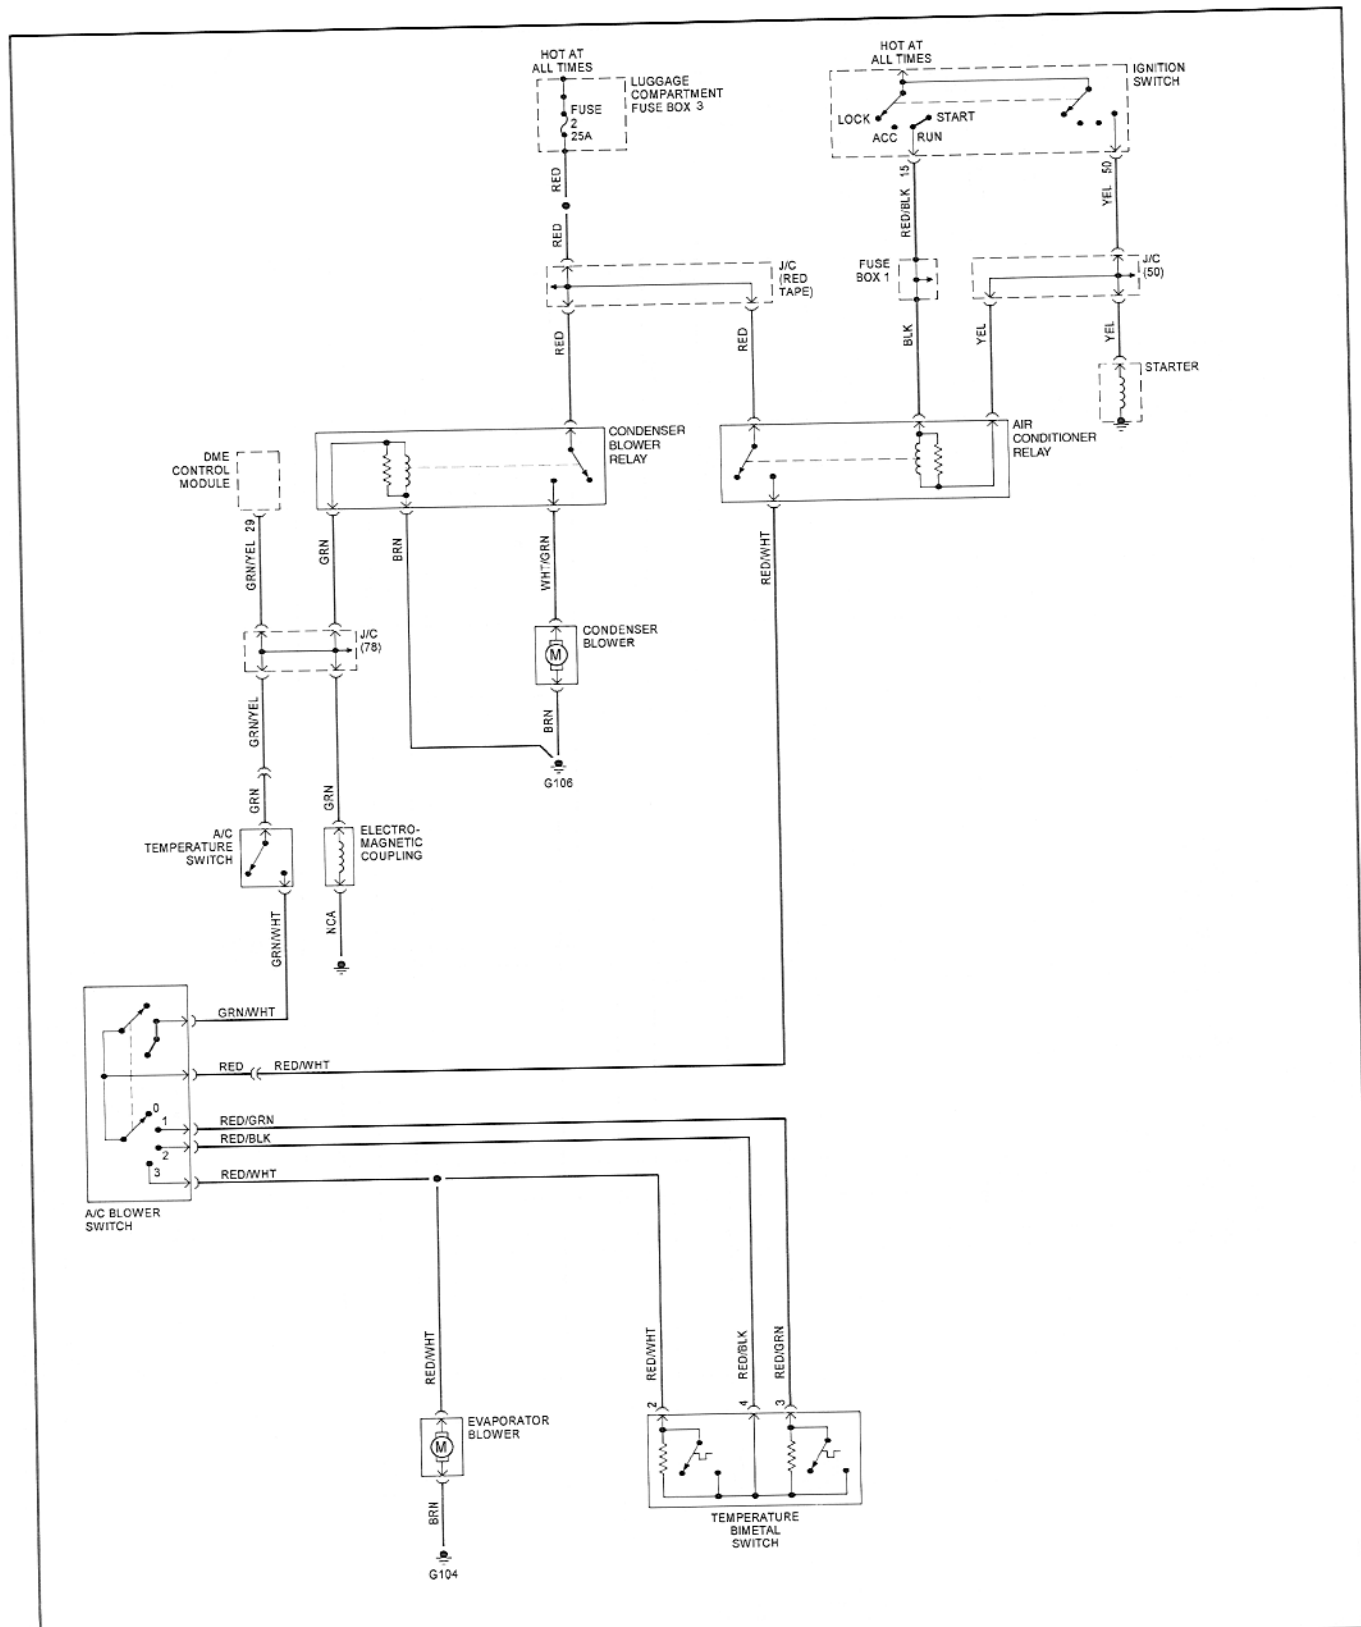 HOT AT
ALL TIMES
LUGGAGE
COMPARTMENT
FUSE BOX 3
FUSE
2
25A
HOT AT
ALL TIMES
IGNITION
SWITCH
LOCK
ACC
RUN
START
RED
RED
15
RED/BLK
50
YEL
J/C
(RED
TAPE)
FUSE
BOX 1
J/C
(50)
RED
RED
BLK
YEL
YEL
STARTER
CONDENSER
BLOWER
RELAY
AIR
CONDITIONER
RELAY
DME
CONTROL
MODULE
29
GRN/YEL
GRN
BRN
WHT/GRN
RED/WHT
J/C
(78)
CONDENSER
BLOWER
M
GRN/YEL
BRN
G106
GRN
GRN
A/C
TEMPERATURE
SWITCH
ELECTRO-
MAGNETIC
COUPLING
GRN/WHT
NCA
GRN/WHT
RED
RED/WHT
0
1
2
3
RED/GRN
RED/BLK
RED/WHT
A/C BLOWER
SWITCH
RED/WHT
RED/WHT
RED/BLK
RED/GRN
2
4
3
EVAPORATOR
BLOWER
M
BRN
G104
TEMPERATURE
BIMETAL
SWITCH